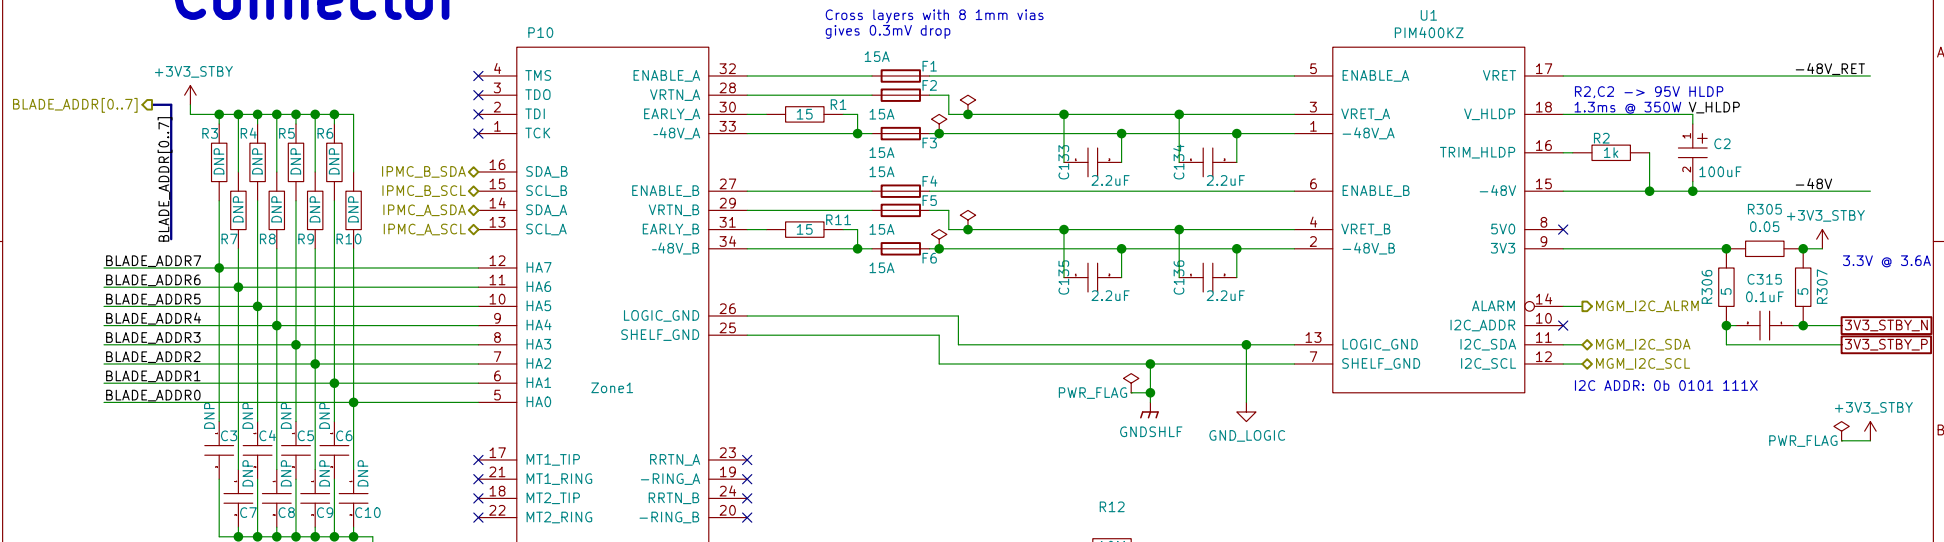 Connector
Cross layers with 8 1mm vias
gives 0.3mV drop
+3V3_STBY
BLADE_ADDR[0..7]
BLADE_ADDR[0..7]
R3
R4
R5
R6
DNP
DNP
DNP
DNP
DNP
DNP
DNP
DNP
R7
R8
R9
R10
IPMC_B_SDA
IPMC_B_SCL
IPMC_A_SDA
IPMC_A_SCL
BLADE_ADDR7
BLADE_ADDR6
BLADE_ADDR5
BLADE_ADDR4
BLADE_ADDR3
BLADE_ADDR2
BLADE_ADDR1
BLADE_ADDR0
DNP
DNP
DNP
DNP
C3
C4
C5
C6
DNP
DNP
DNP
DNP
C7
C8
C9
C10
P10
4 TMS
3 TDO
2 TDI
1 TCK
16 SDA_B
15 SCL_B
14 SDA_A
13 SCL_A
12 HA7
11 HA6
10 HA5
9 HA4
8 HA3
7 HA2
6 HA1
5 HA0
17 MT1_TIP
21 MT1_RING
18 MT2_TIP
22 MT2_RING
Zone1
ENABLE_A 32
VRTN_A 28
EARLY_A 30
-48V_A 33
ENABLE_B 27
VRTN_B 29
EARLY_B 31
-48V_B 34
LOGIC_GND 26
SHELF_GND 25
RRTN_A 23
-RING_A 19
RRTN_B 24
-RING_B 20
15A
F1
F2
15 R1
15A
F3
15A
F4
F5
15 R11
15A
F6
15A
C133
2.2uF
C134
2.2uF
C135
2.2uF
C136
2.2uF
PWR_FLAG
GNDSHLF
GND_LOGIC
R12
U1
PIM400KZ
5 ENABLE_A
3 VRET_A
1 -48V_A
6 ENABLE_B
4 VRET_B
2 -48V_B
13 LOGIC_GND
7 SHELF_GND
VRET 17
V_HLDP 18
TRIM_HLDP 16
-48V 15
5V0 8
3V3 9
ALARM 14
I2C_ADDR 10
I2C_SDA 11
I2C_SCL 12
-48V_RET
R2,C2 -> 95V HLDP
1.3ms @ 350W
V_HLDP
R2
1k
1
+
2
C2
100uF
-48V
R305
0.05
+3V3_STBY
3.3V @ 3.6A
R306
5
C315
0.1uF
5
R307
MGM_I2C_ALRM
MGM_I2C_SDA
MGM_I2C_SCL
3V3_STBY_N
3V3_STBY_P
I2C ADDR: 0b 0101 111X
+3V3_STBY
PWR_FLAG
A
B